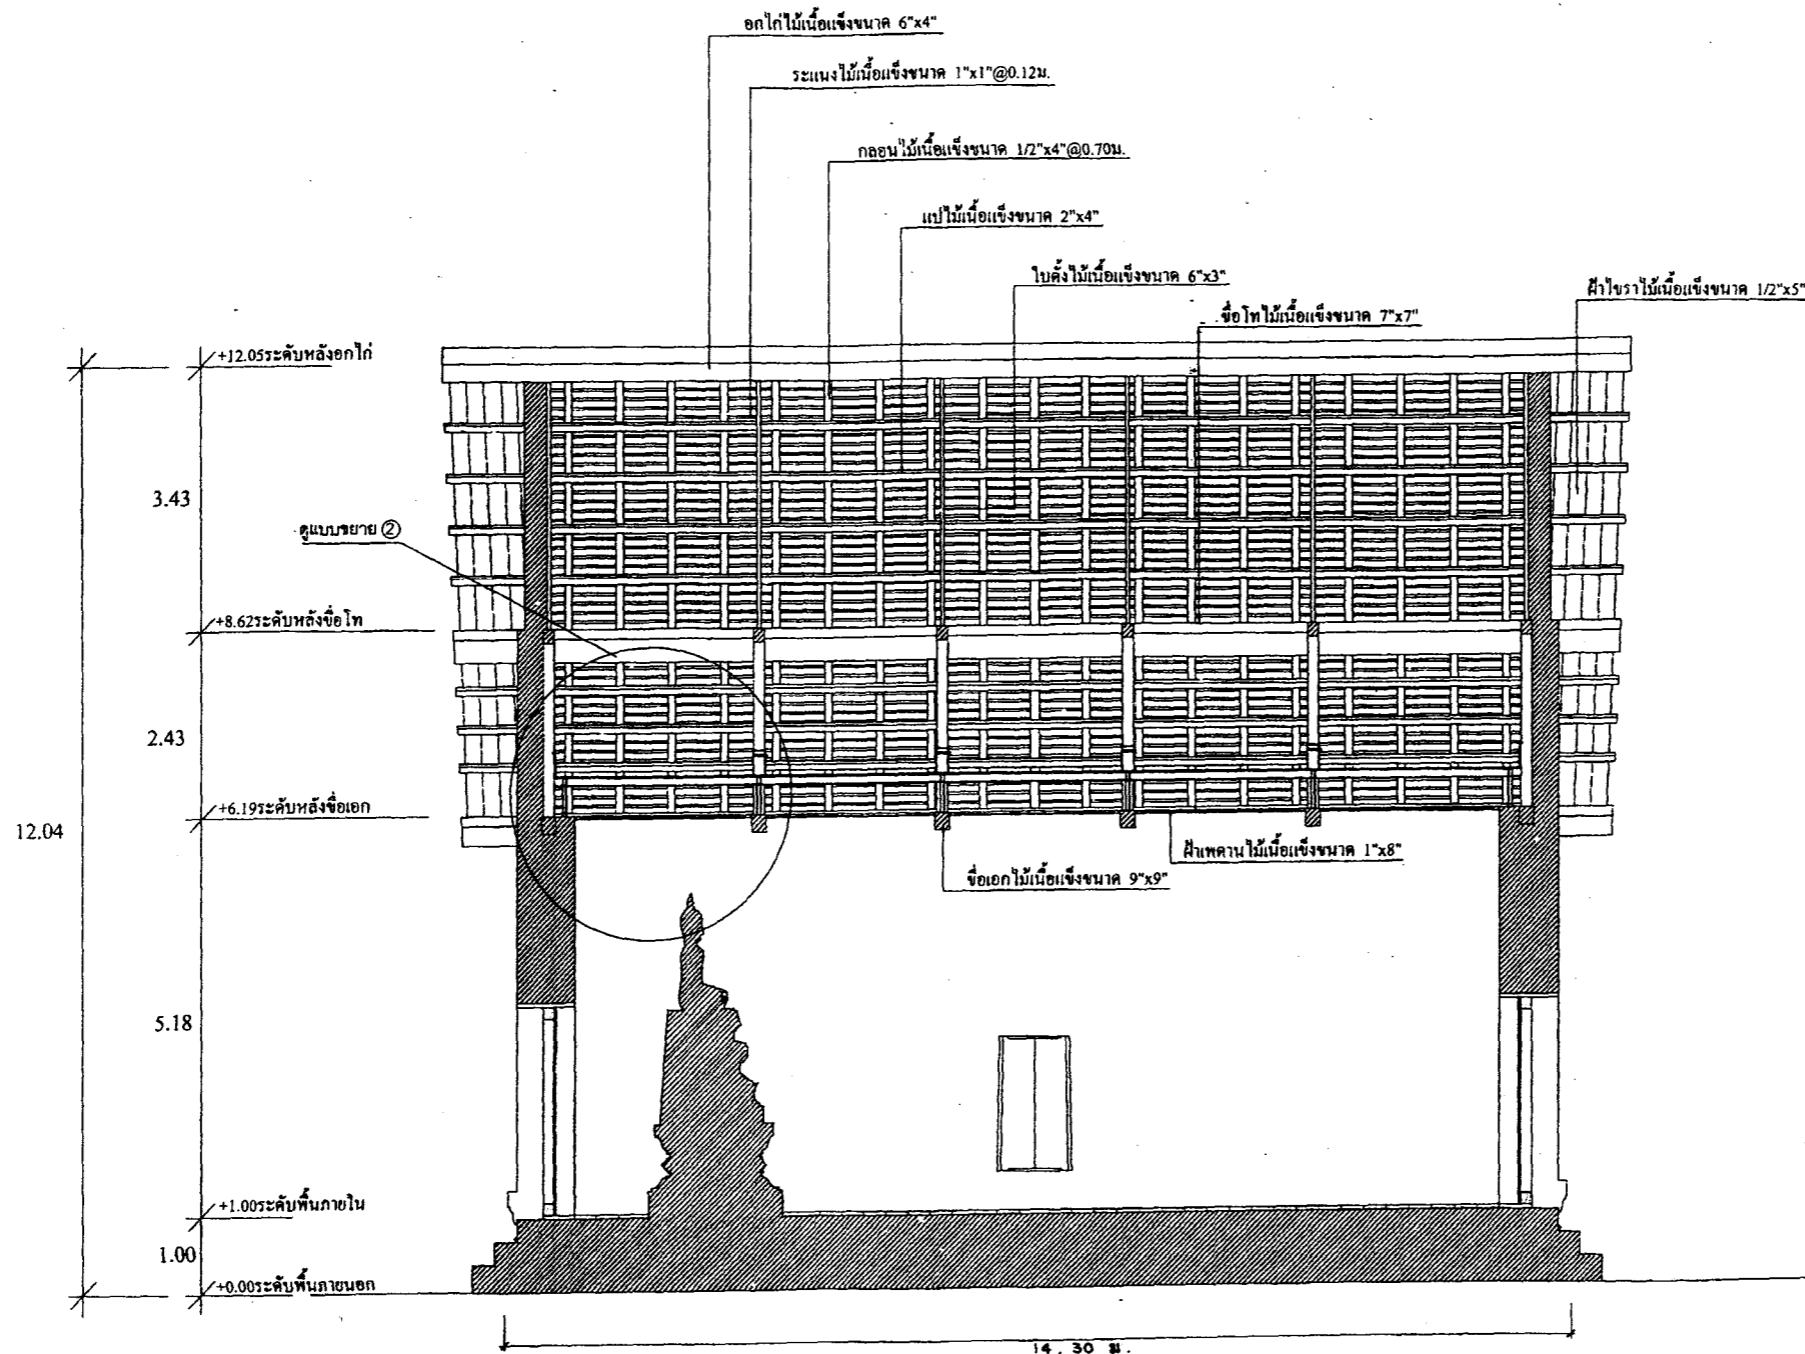 อกไก่ไม้เนื้อแข็งขนาด 6"x4"
ระแนงไม้เนื้อแข็งขนาด 1"x1"@0.12ม.
กลอนไม้เนื้อแข็งขนาด 1/2"x4"@0.70ม.
แปไม้เนื้อแข็งขนาด 2"x4"
ใบดั้งไม้เนื้อแข็งขนาด 6"x3"
ฝ้าไขราไม้เนื้อแข็งขนาด 1/2"x5"
ขื่อโทไม้เนื้อแข็งขนาด 7"x7"
+12.05ระดับหลังอกไก่
3.43
ดูแบบขยาย ②
+8.62ระดับหลังขื่อโท
2.43
+6.19ระดับหลังขื่อเอก
12.04
ฝ้าเพดานไม้เนื้อแข็งขนาด 1"x8"
ขื่อเอกไม้เนื้อแข็งขนาด 9"x9"
5.18
+1.00ระดับพื้นภายใน
1.00
+0.00ระดับพื้นภายนอก
14.30 ม.